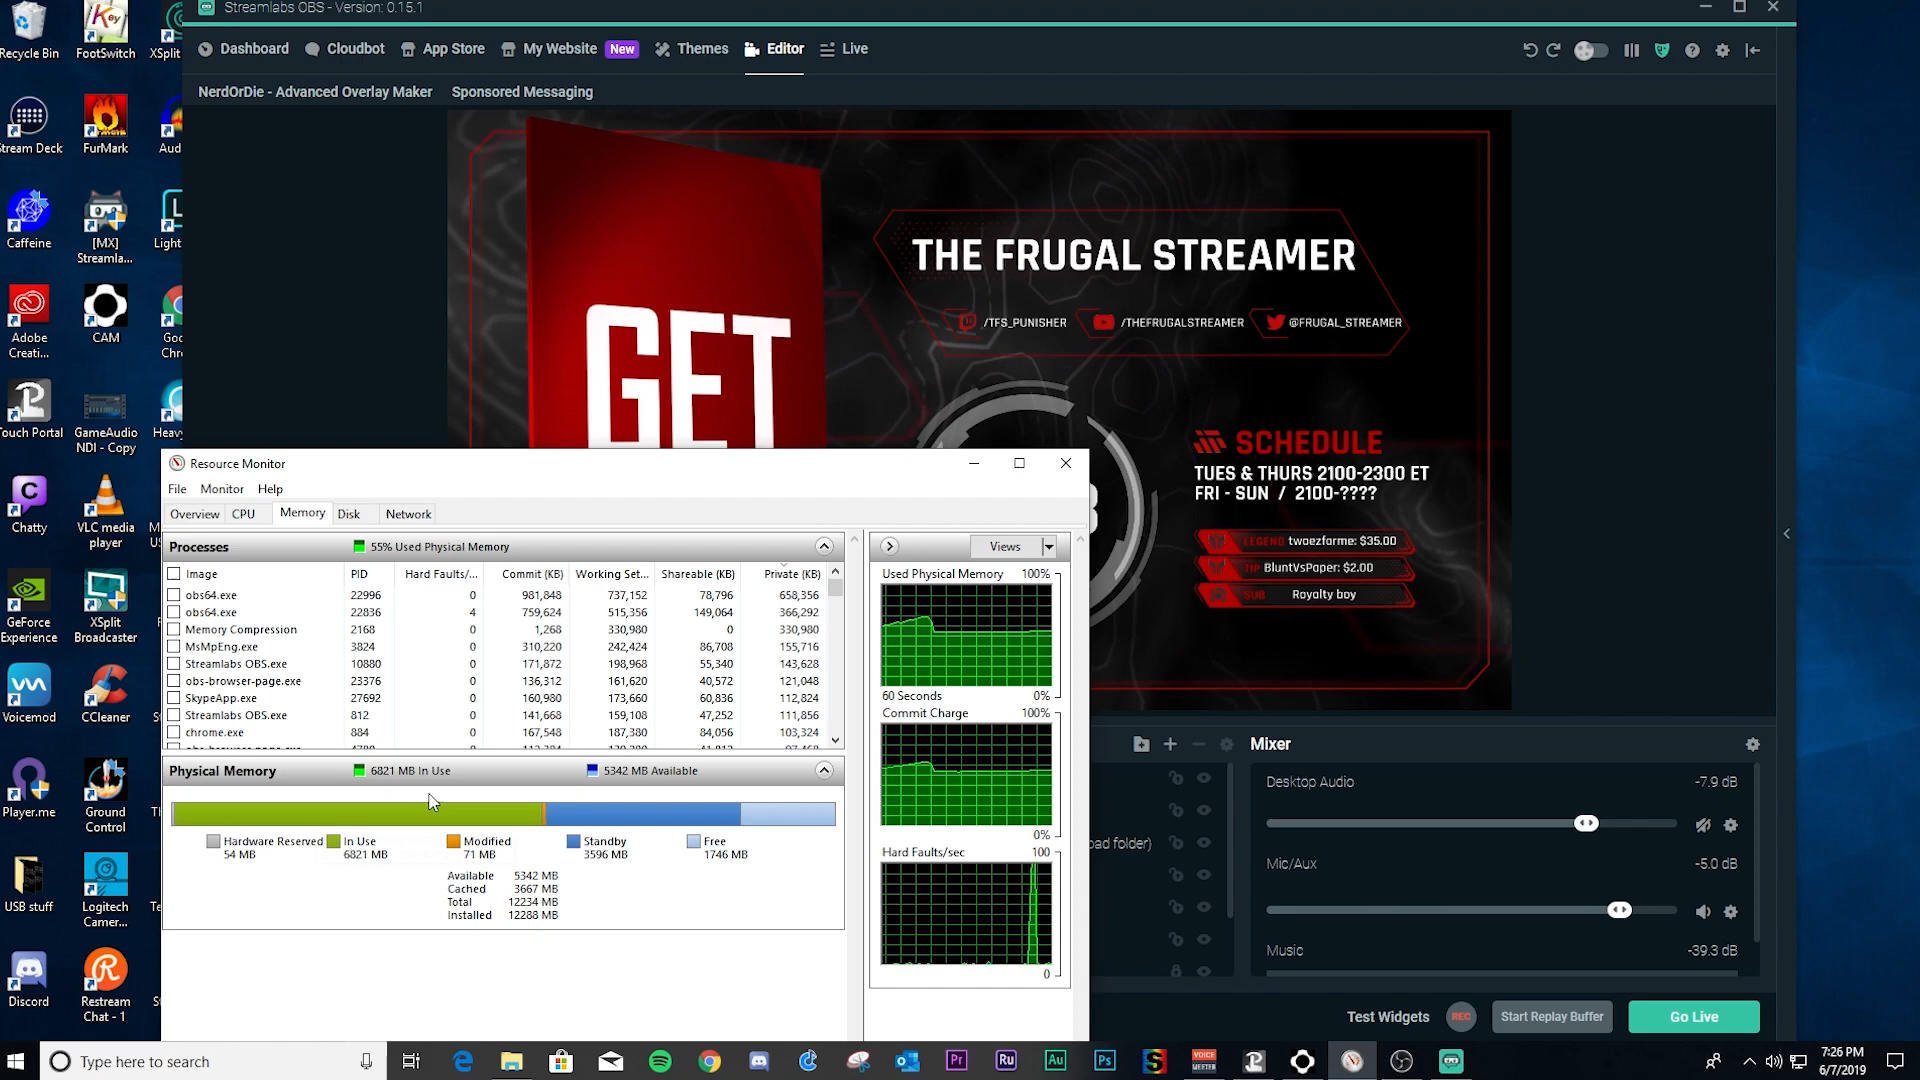 Streamlabs OBS - Version: 0.15.1
Dashboard
Cloudbot
App Store
My Website
New
Themes
Editor
Live
NerdOrDie - Advanced Overlay Maker
Sponsored Messaging
Recycle Bin
FootSwitch
XSplit
Stream Deck
FurMark
Aud
Caffeine
[MX]
Streamla...
Light
Adobe
Creati...
CAM
Goo
Chr
Touch Portal
GameAudio
NDI - Copy
Heavy
Chatty
VLC media
player
GeForce
Experience
XSplit
Broadcaster
Voicemod
CCleaner
Player.me
Ground
Control
USB stuff
Logitech
Camer...
Discord
Restream
Chat - 1
GET
THE FRUGAL STREAMER
/TFS_PUNISHER
/THEFRUGALSTREAMER
@FRUGAL_STREAMER
SCHEDULE
TUES & THURS 2100-2300 ET
FRI - SUN / 2100-????
LEGEND twoezforme: $35.00
TIP BluntVsPaper: $2.00
SUB Royalty boy
Resource Monitor
File Monitor Help
Overview CPU Memory Disk Network
Processes 55% Used Physical Memory
Image PID Hard Faults/... Commit (KB) Working Set... Shareable (KB) Private (KB)
obs64.exe 22996 0 981,848 737,152 78,796 658,356
obs64.exe 22836 4 759,624 515,356 149,064 366,292
Memory Compression 2168 0 1,268 330,980 0 330,980
MsMpEng.exe 3824 0 310,220 242,424 86,708 155,716
Streamlabs OBS.exe 10880 0 171,872 198,968 55,340 143,628
obs-browser-page.exe 23376 0 136,312 161,620 40,572 121,048
SkypeApp.exe 27692 0 160,980 173,660 60,836 112,824
Streamlabs OBS.exe 812 0 141,668 159,108 47,252 111,856
chrome.exe 884 0 167,548 187,380 84,056 103,324
Physical Memory 6821 MB In Use 5342 MB Available
Hardware Reserved
54 MB
In Use
6821 MB
Modified
71 MB
Standby
3596 MB
Free
1746 MB
Available 5342 MB
Cached 3667 MB
Total 12234 MB
Installed 12288 MB
Views
Used Physical Memory 100%
60 Seconds 0%
Commit Charge 100%
0%
Hard Faults/sec 100
0
oad folder)
Mixer
Desktop Audio -7.9 dB
Mic/Aux -5.0 dB
Music -39.3 dB
Test Widgets
REC
Start Replay Buffer
Go Live
Type here to search
Pr
Ru
Au
Ps
VOICE
MEETER
7:26 PM
6/7/2019